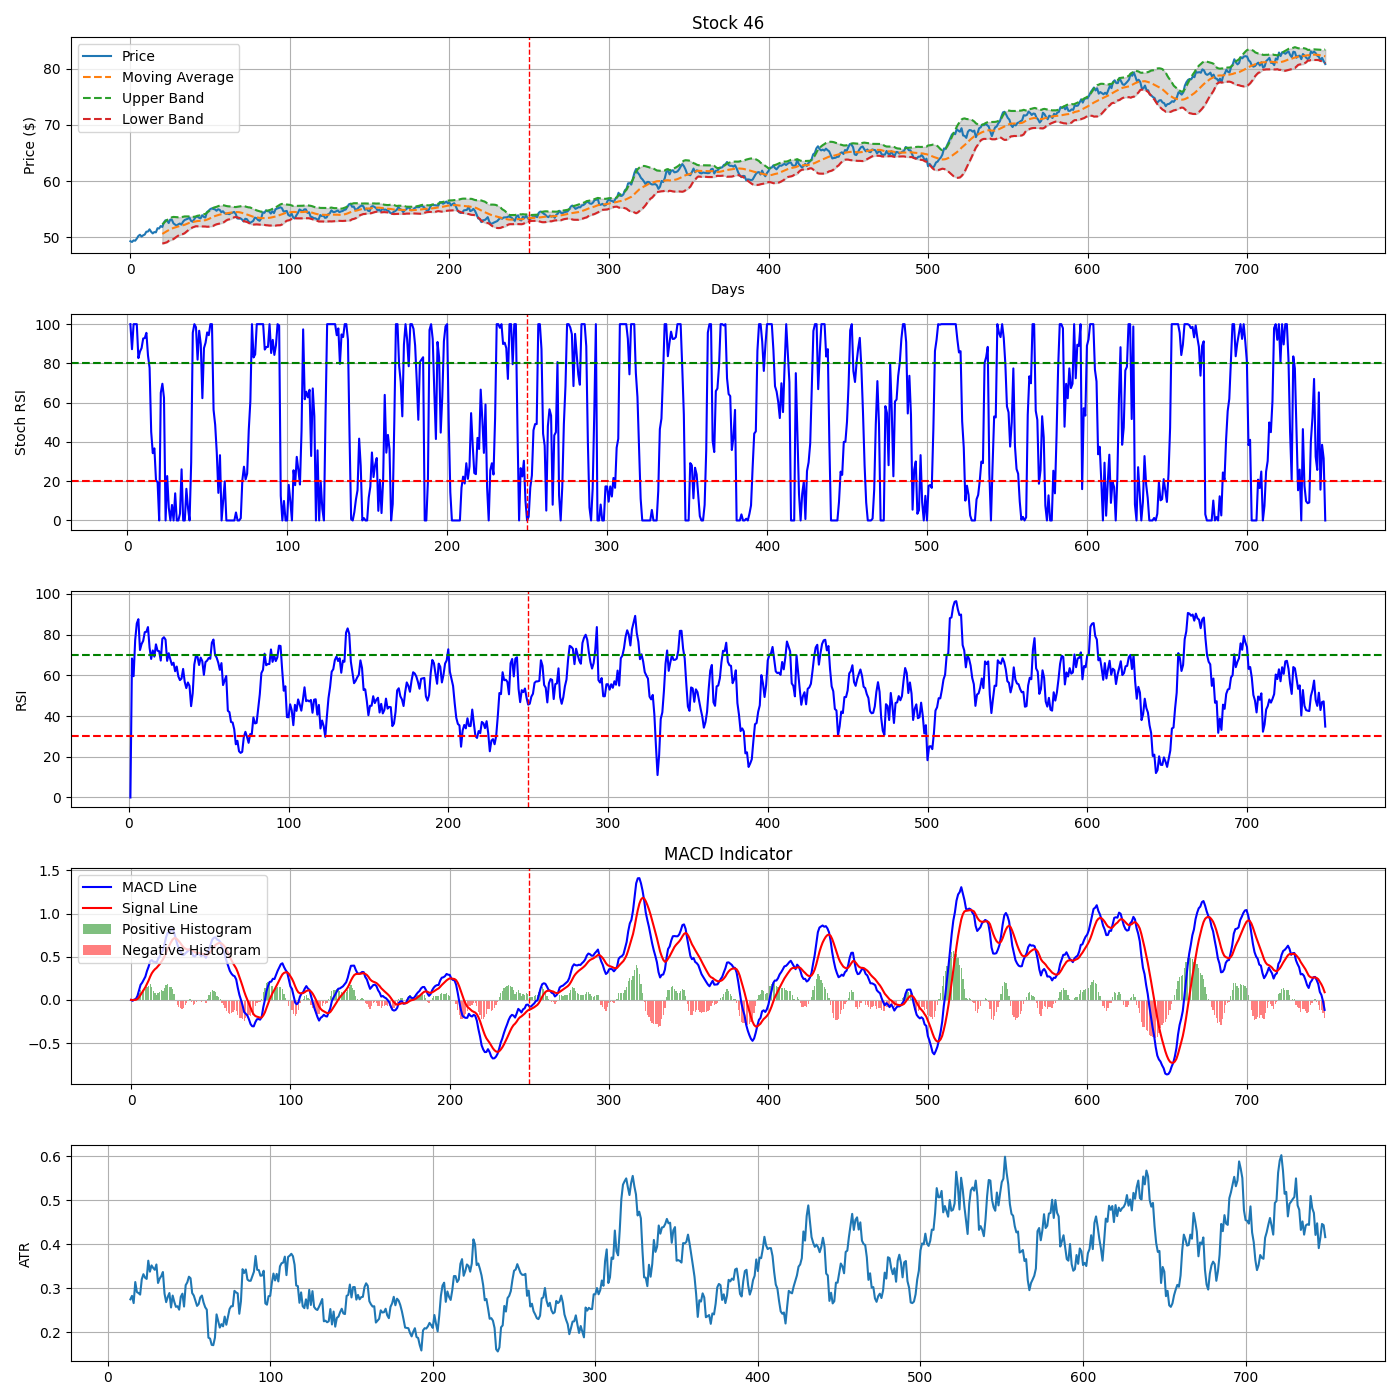 Stock 46
Price ($)
80
70
60
50
Price
Moving Average
Upper Band
Lower Band
0 100 200 300 400 500 600 700
Days
Stoch RSI
100
80
60
40
20
0
0 100 200 300 400 500 600 700
RSI
100
80
60
40
20
0
0 100 200 300 400 500 600 700
MACD Indicator
1.5
1.0
0.5
0.0
−0.5
MACD Line
Signal Line
Positive Histogram
Negative Histogram
0 100 200 300 400 500 600 700
ATR
0.6
0.5
0.4
0.3
0.2
0 100 200 300 400 500 600 700